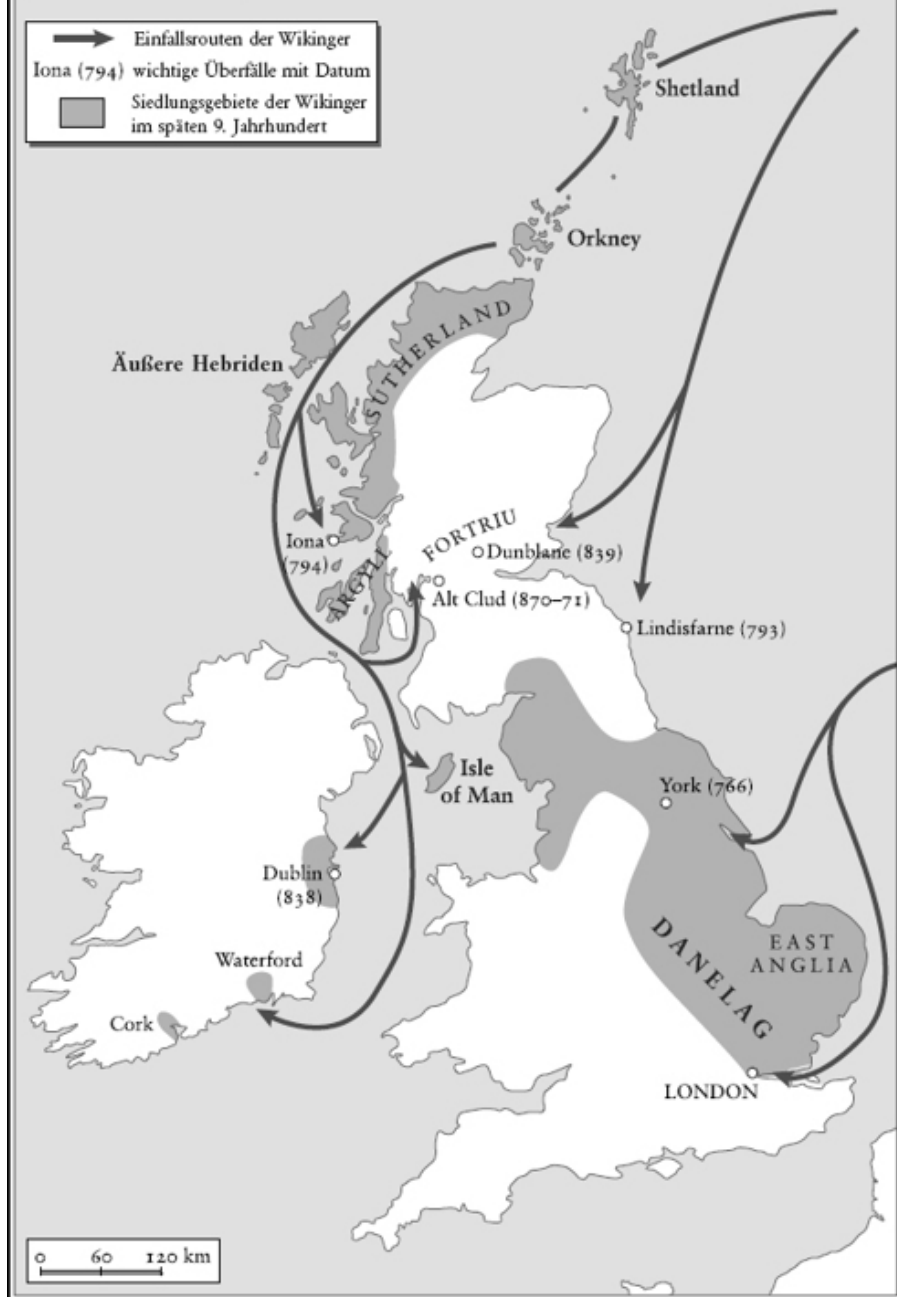 Einfallsrouten der Wikinger
Iona (794) wichtige Überfälle mit Datum
Siedlungsgebiete der Wikinger
im späten 9. Jahrhundert
Shetland
Orkney
SUTHERLAND
Äußere Hebriden
Iona
(794)
ARGYLL
FORTRIU
Dunblane (839)
Alt Clud (870–71)
Lindisfarne (793)
Isle
of Man
York (766)
Dublin
(838)
Waterford
Cork
EAST
ANGLIA
DANELAG
LONDON
0 60 120 km